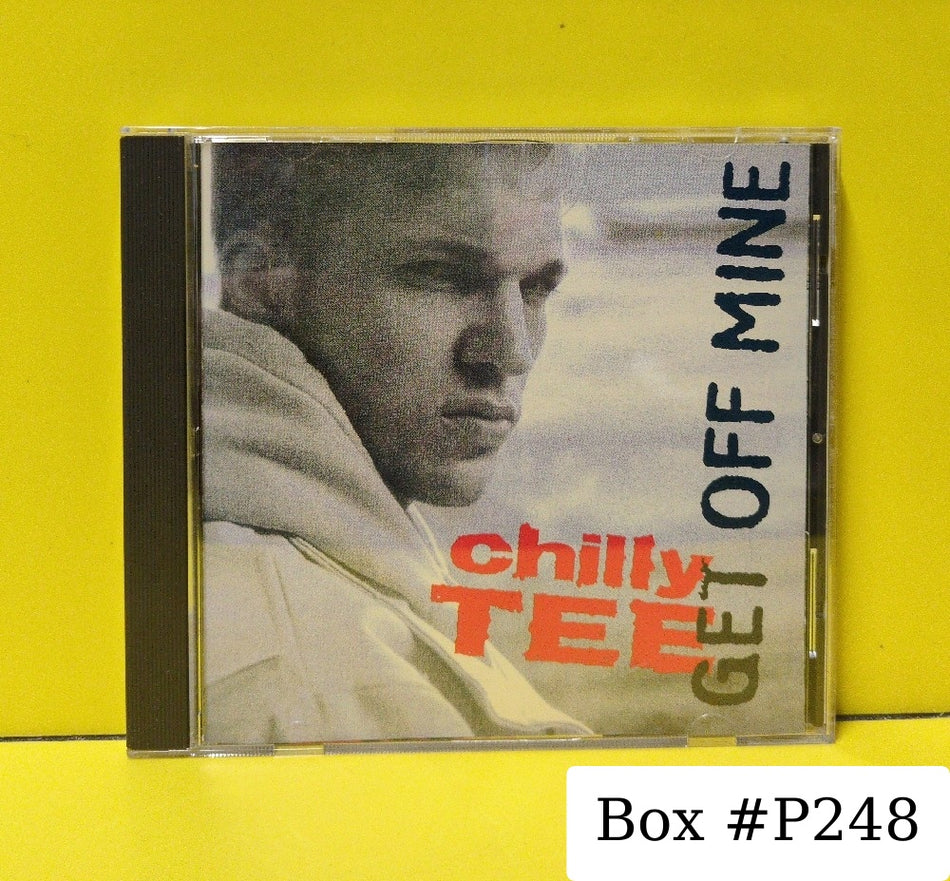 chilly
TEE
GET OFF MINE
Box #P248